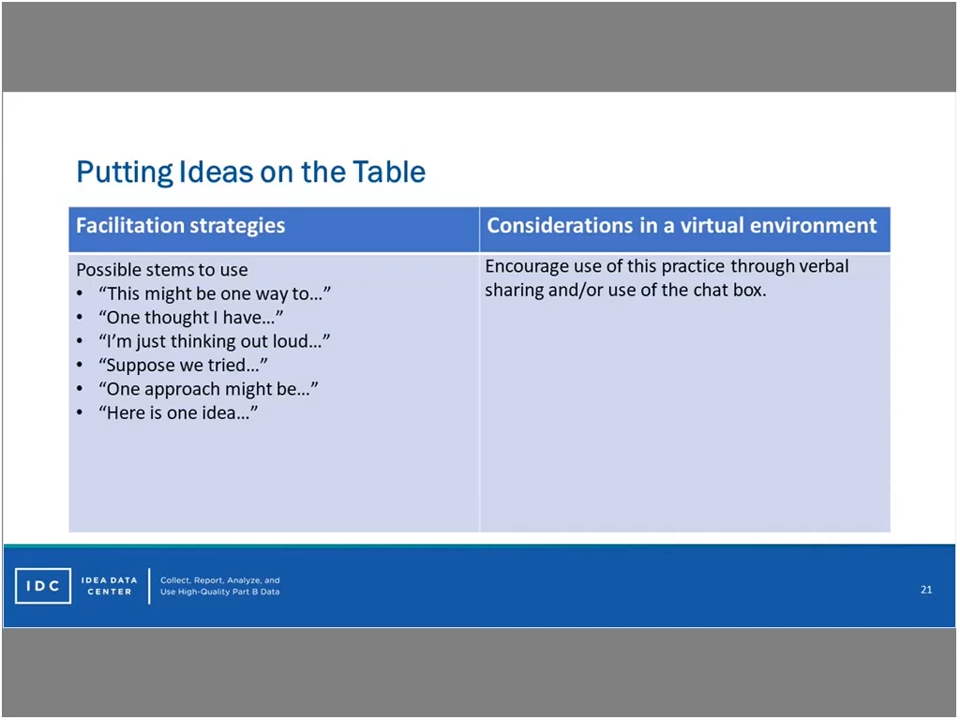 Putting Ideas on the Table
Facilitation strategies
Considerations in a virtual environment
Possible stems to use
• “This might be one way to…”
• “One thought I have…”
• “I’m just thinking out loud…”
• “Suppose we tried…”
• “One approach might be…”
• “Here is one idea…”
Encourage use of this practice through verbal
sharing and/or use of the chat box.
IDC
IDEA DATA
CENTER
Collect, Report, Analyze, and
Use High-Quality Part B Data
21